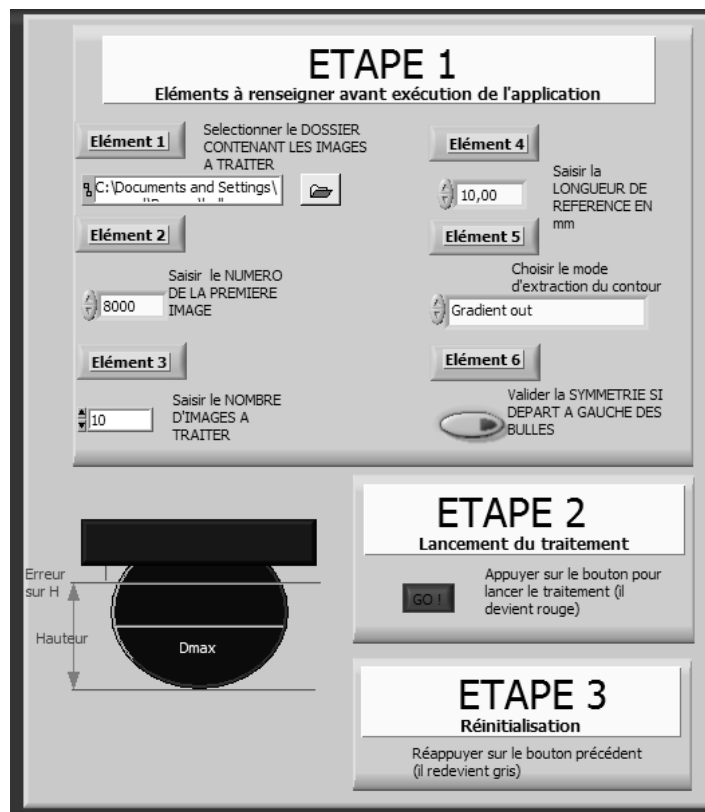 ETAPE 1
Eléments à renseigner avant exécution de l'application
Elément 1
Selectionner le DOSSIER
CONTENANT LES IMAGES
A TRAITER
C:\Documents and Settings\
Elément 2
Saisir le NUMERO
DE LA PREMIERE
IMAGE
8000
Elément 3
Saisir le NOMBRE
D'IMAGES A
TRAITER
10
Elément 4
Saisir la
LONGUEUR DE
REFERENCE EN
mm
10,00
Elément 5
Choisir le mode
d'extraction du contour
Gradient out
Elément 6
Valider la SYMMETRIE SI
DEPART A GAUCHE DES
BULLES
Erreur
sur H
Hauteur
Dmax
ETAPE 2
Lancement du traitement
GO !
Appuyer sur le bouton pour
lancer le traitement (il
devient rouge)
ETAPE 3
Réinitialisation
Réappuyer sur le bouton précédent
(il redevient gris)